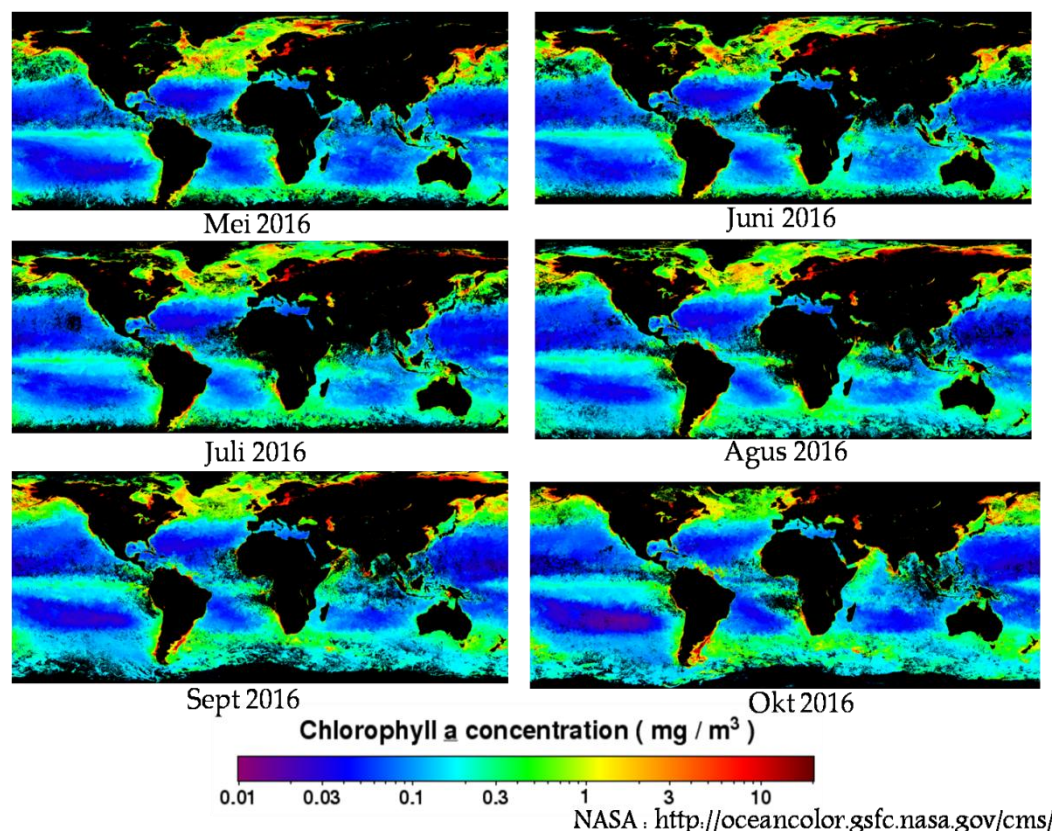 Mei 2016
Juni 2016
Juli 2016
Agus 2016
Sept 2016
Okt 2016
Chlorophyll a concentration ( mg / m³ )
0.01 0.03 0.1 0.3 1 3 10
NASA : http://oceancolor.gsfc.nasa.gov/cms/